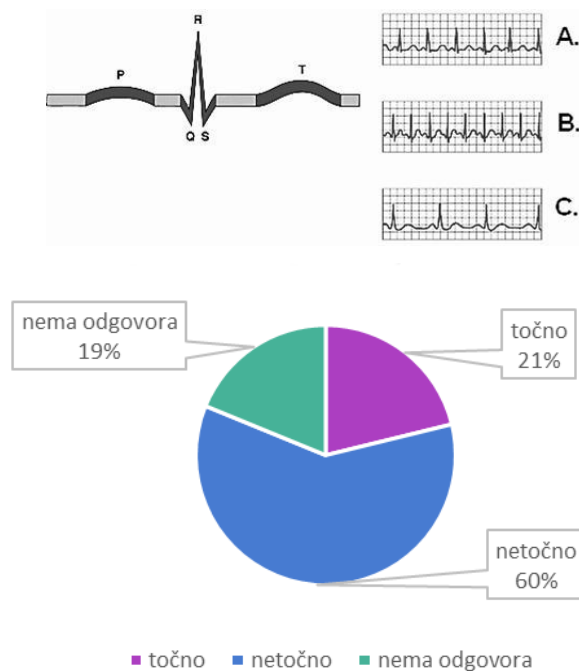 R
P
T
Q S
A.
B.
C.
nema odgovora
19%
točno
21%
netočno
60%
točno netočno nema odgovora